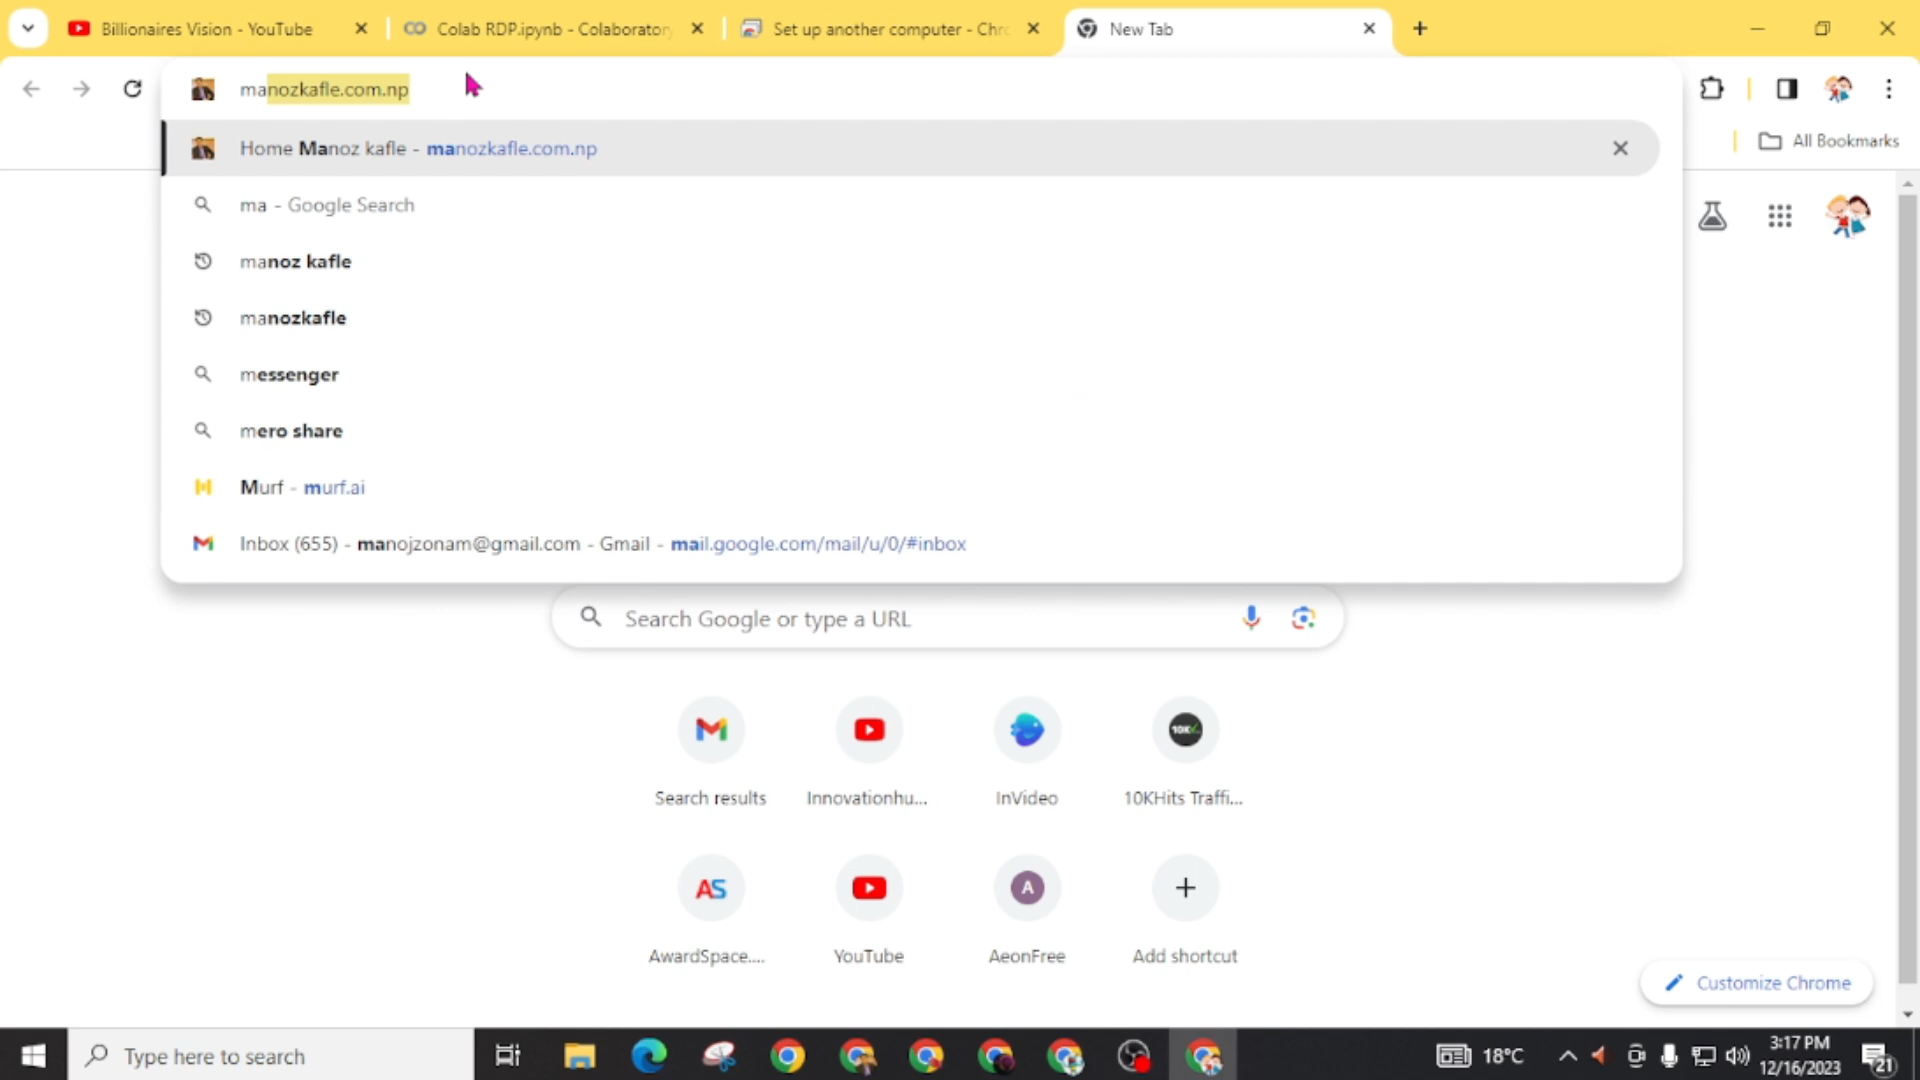 Billionaires Vision - YouTube
Colab RDP.ipynb - Colaboratory
Set up another computer - Chr
New Tab
manozkafle.com.np
Home Manoz kafle - manozkafle.com.np
All Bookmarks
ma - Google Search
manoz kafle
manozkafle
messenger
mero share
Murf - murf.ai
Inbox (655) - manojzonam@gmail.com - Gmail - mail.google.com/mail/u/0/#inbox
Search Google or type a URL
10K
Search results
Innovationhu...
InVideo
10KHits Traffi...
AS
A
AwardSpace....
YouTube
AeonFree
Add shortcut
Customize Chrome
Type here to search
18°C
3:17 PM
12/16/2023
21